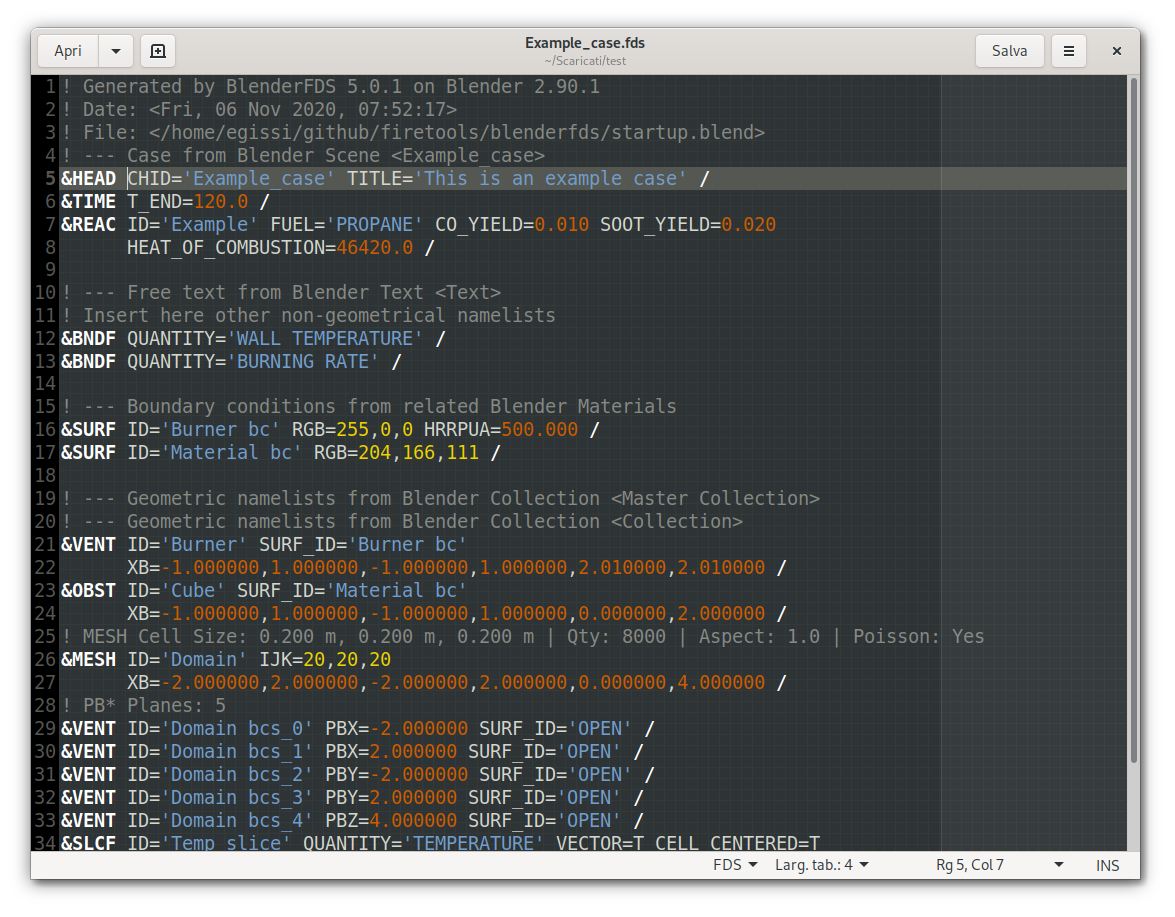 Apri
Example_case.fds
~/Scaricati/test
Salva
1 ! Generated by BlenderFDS 5.0.1 on Blender 2.90.1
2 ! Date: <Fri, 06 Nov 2020, 07:52:17>
3 ! File: </home/egissi/github/firetools/blenderfds/startup.blend>
4 ! --- Case from Blender Scene <Example_case>
5 &HEAD CHID='Example_case' TITLE='This is an example case' /
6 &TIME T_END=120.0 /
7 &REAC ID='Example' FUEL='PROPANE' CO_YIELD=0.010 SOOT_YIELD=0.020
8 HEAT_OF_COMBUSTION=46420.0 /
9
10 ! --- Free text from Blender Text <Text>
11 ! Insert here other non-geometrical namelists
12 &BNDF QUANTITY='WALL TEMPERATURE' /
13 &BNDF QUANTITY='BURNING RATE' /
14
15 ! --- Boundary conditions from related Blender Materials
16 &SURF ID='Burner bc' RGB=255,0,0 HRRPUA=500.000 /
17 &SURF ID='Material bc' RGB=204,166,111 /
18
19 ! --- Geometric namelists from Blender Collection <Master Collection>
20 ! --- Geometric namelists from Blender Collection <Collection>
21 &VENT ID='Burner' SURF_ID='Burner bc'
22 XB=-1.000000,1.000000,-1.000000,1.000000,2.010000,2.010000 /
23 &OBST ID='Cube' SURF_ID='Material bc'
24 XB=-1.000000,1.000000,-1.000000,1.000000,0.000000,2.000000 /
25 ! MESH Cell Size: 0.200 m, 0.200 m, 0.200 m | Qty: 8000 | Aspect: 1.0 | Poisson: Yes
26 &MESH ID='Domain' IJK=20,20,20
27 XB=-2.000000,2.000000,-2.000000,2.000000,0.000000,4.000000 /
28 ! PB* Planes: 5
29 &VENT ID='Domain bcs_0' PBX=-2.000000 SURF_ID='OPEN' /
30 &VENT ID='Domain bcs_1' PBX=2.000000 SURF_ID='OPEN' /
31 &VENT ID='Domain bcs_2' PBY=-2.000000 SURF_ID='OPEN' /
32 &VENT ID='Domain bcs_3' PBY=2.000000 SURF_ID='OPEN' /
33 &VENT ID='Domain bcs_4' PBZ=4.000000 SURF_ID='OPEN' /
34 &SLCF ID='Temp slice' QUANTITY='TEMPERATURE' VECTOR=T CELL_CENTERED=T
FDS Larg. tab.: 4 Rg 5, Col 7 INS